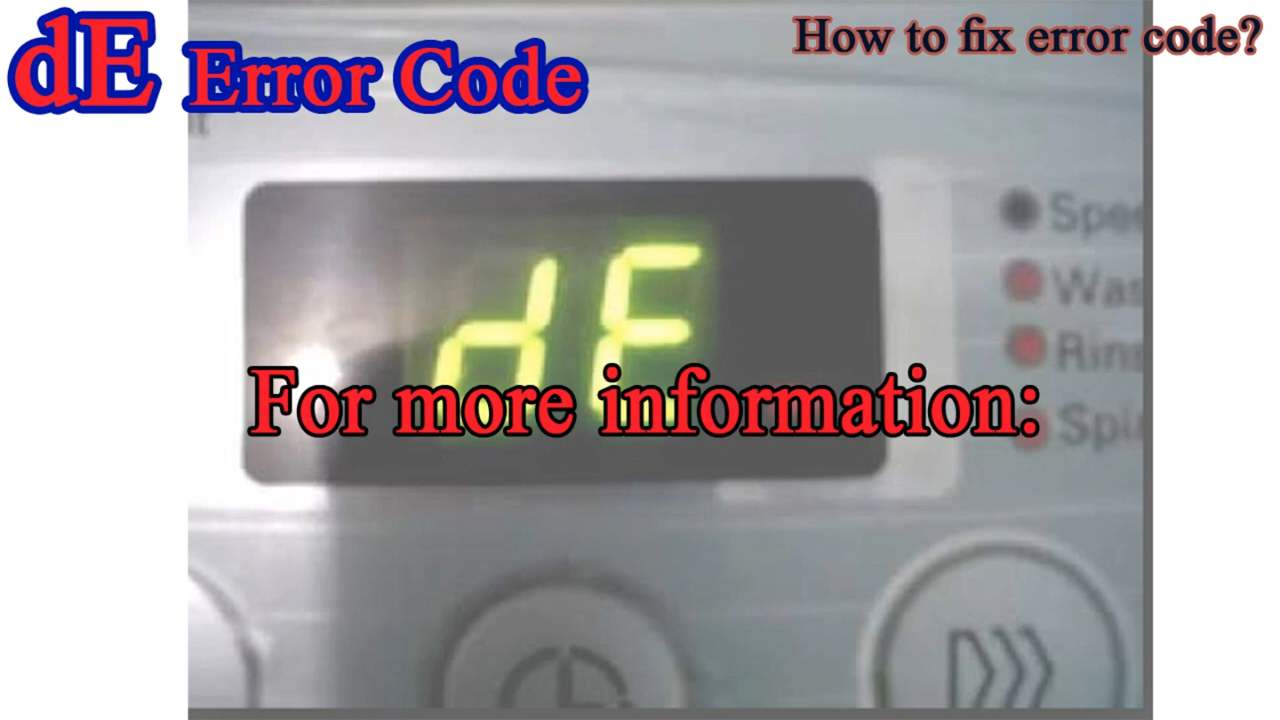 dE Error Code
How to fix error code?
dE
For more information: